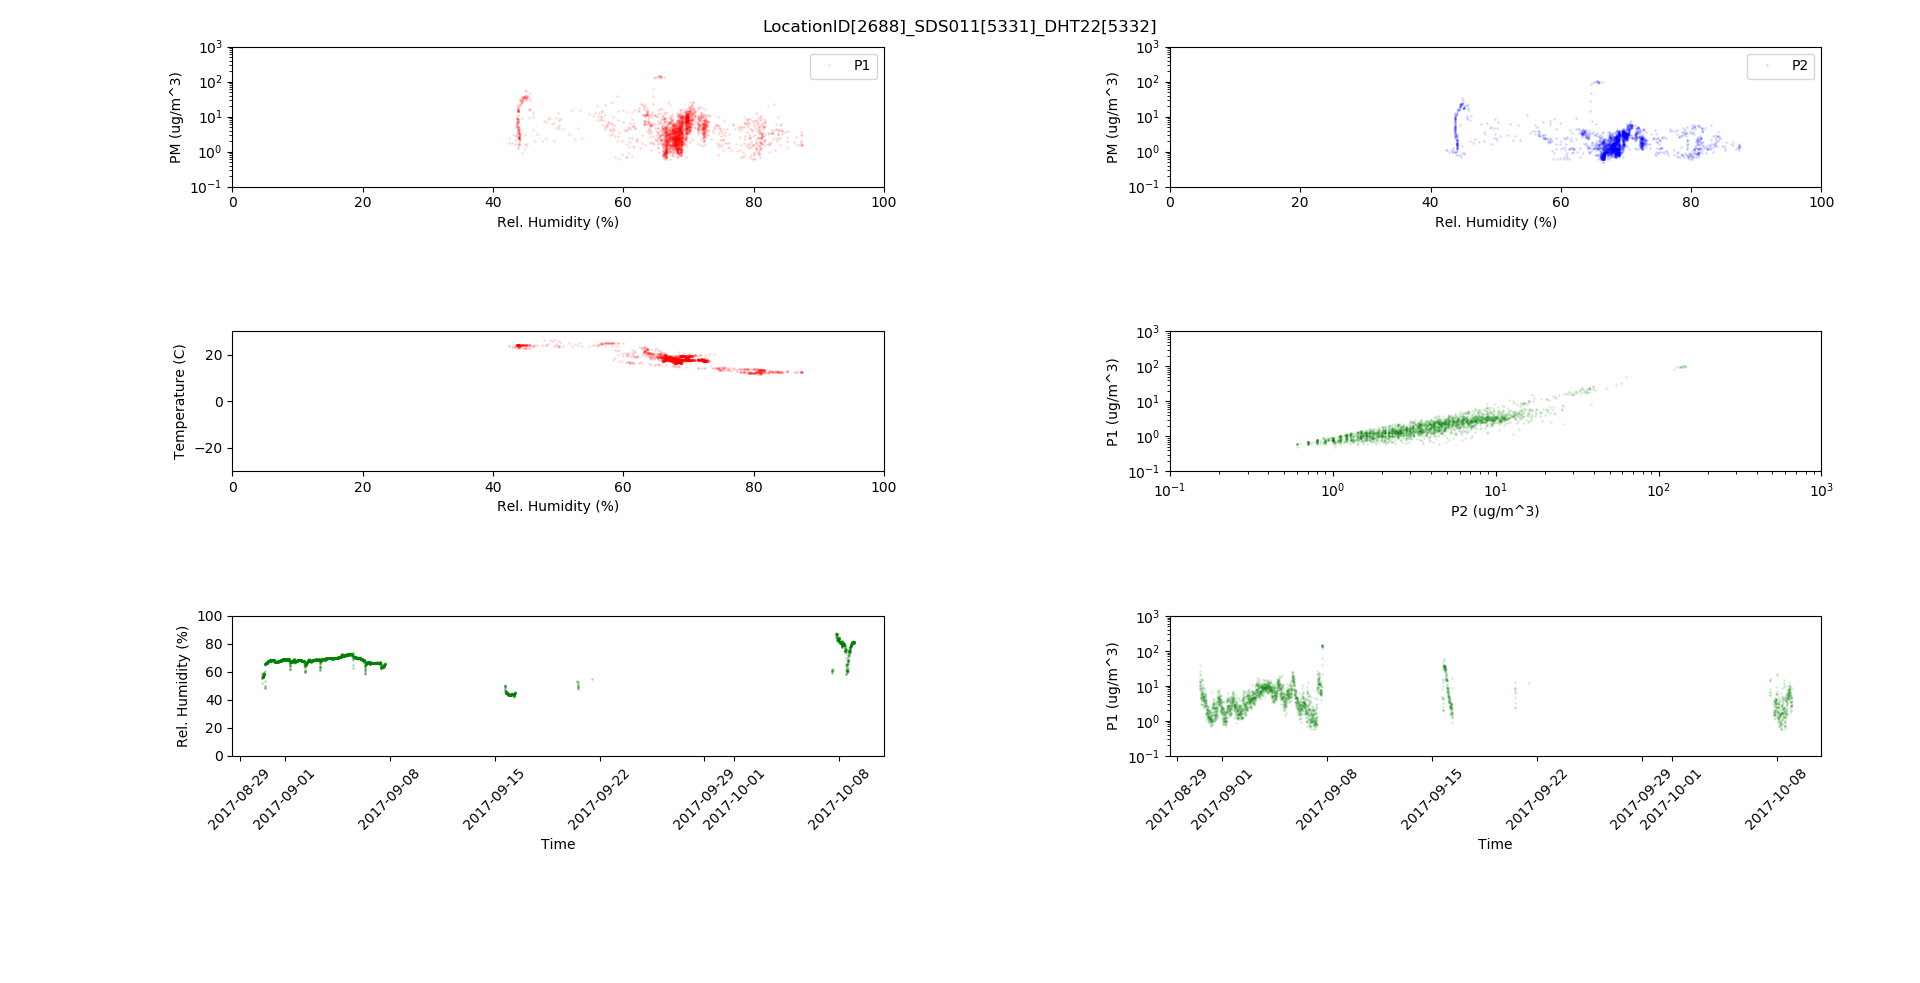 LocationID[2688]_SDS011[5331]_DHT22[5332]
10^3
10^2
10^1
10^0
10^-1
PM (ug/m^3)
P1
0 20 40 60 80 100
Rel. Humidity (%)
10^3
10^2
10^1
10^0
10^-1
PM (ug/m^3)
P2
0 20 40 60 80 100
Rel. Humidity (%)
20
0
−20
Temperature (C)
0 20 40 60 80 100
Rel. Humidity (%)
10^3
10^2
10^1
10^0
10^-1
P1 (ug/m^3)
10^-1 10^0 10^1 10^2 10^3
P2 (ug/m^3)
100
80
60
40
20
0
Rel. Humidity (%)
2017-08-29 2017-09-01 2017-09-08 2017-09-15 2017-09-22 2017-09-29 2017-10-01 2017-10-08
Time
10^3
10^2
10^1
10^0
10^-1
P1 (ug/m^3)
2017-08-29 2017-09-01 2017-09-08 2017-09-15 2017-09-22 2017-09-29 2017-10-01 2017-10-08
Time